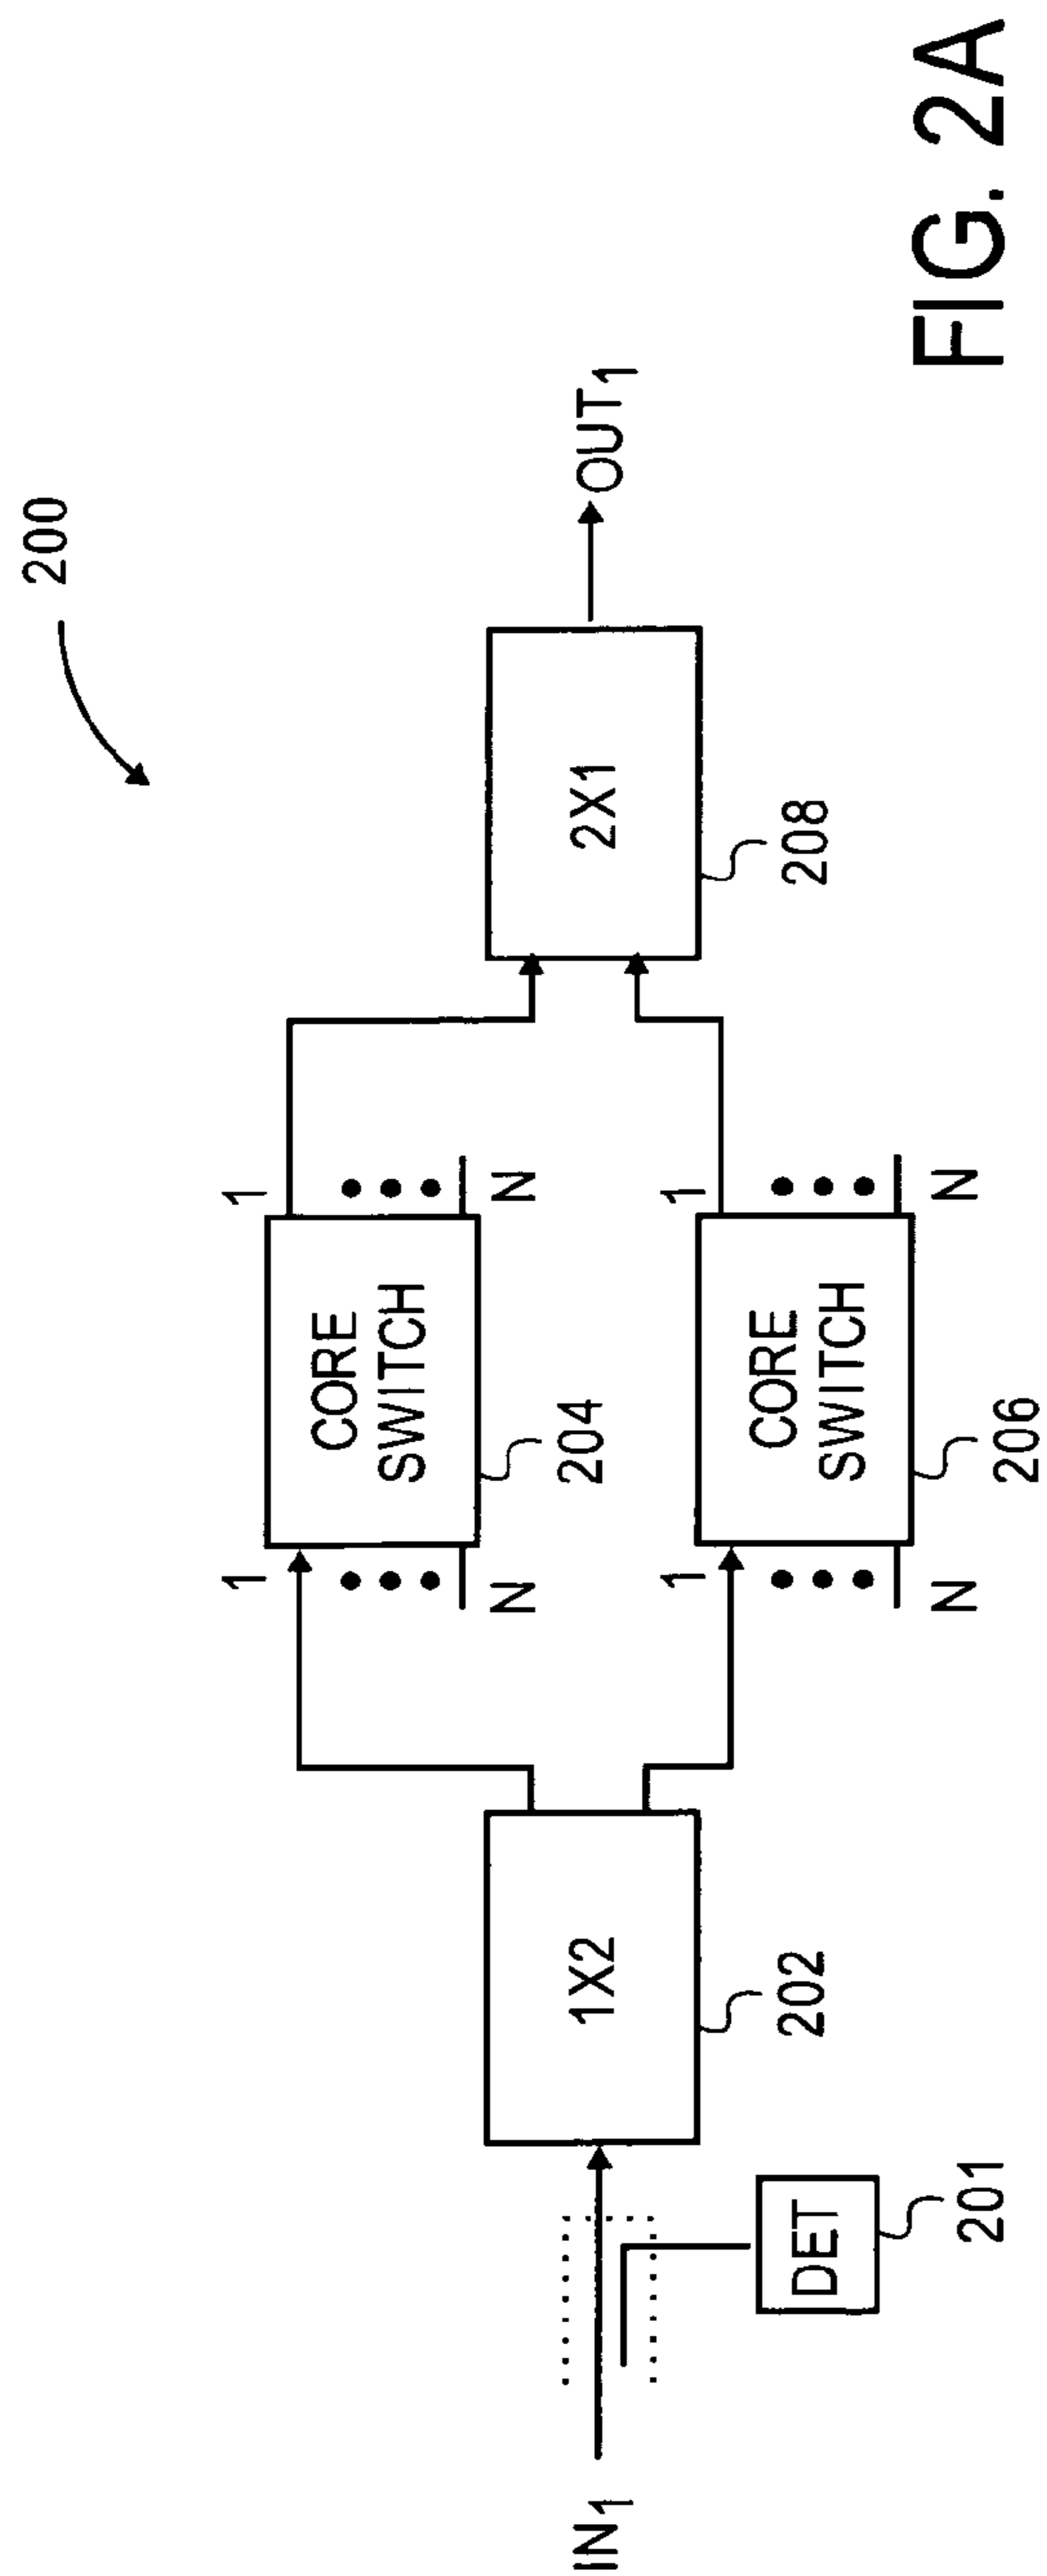 200
1
CORE
SWITCH
1
N
204
N
IN1
1X2
202
2X1
208
OUT1
DET
201
1
CORE
SWITCH
1
N
206
N
FIG. 2A